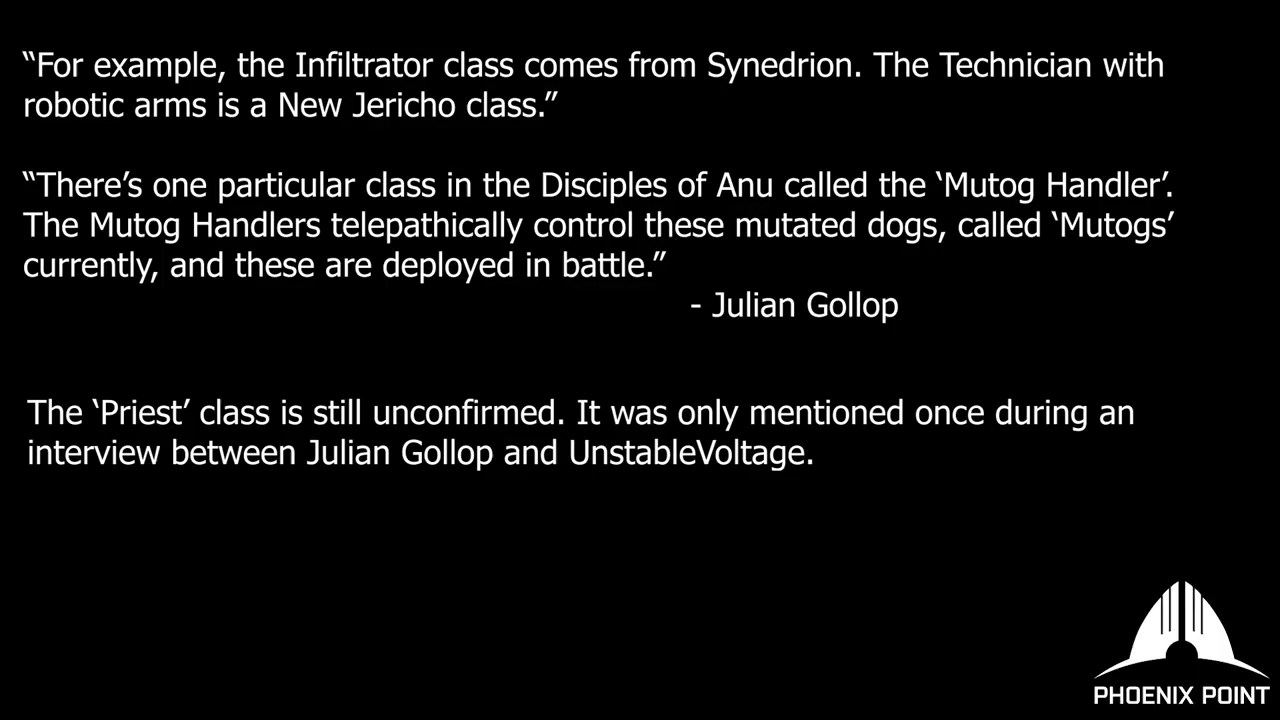 “For example, the Infiltrator class comes from Synedrion. The Technician with
robotic arms is a New Jericho class.”
“There’s one particular class in the Disciples of Anu called the ‘Mutog Handler’.
The Mutog Handlers telepathically control these mutated dogs, called ‘Mutogs’
currently, and these are deployed in battle.”
- Julian Gollop
The ‘Priest’ class is still unconfirmed. It was only mentioned once during an
interview between Julian Gollop and UnstableVoltage.
PHOENIX POINT